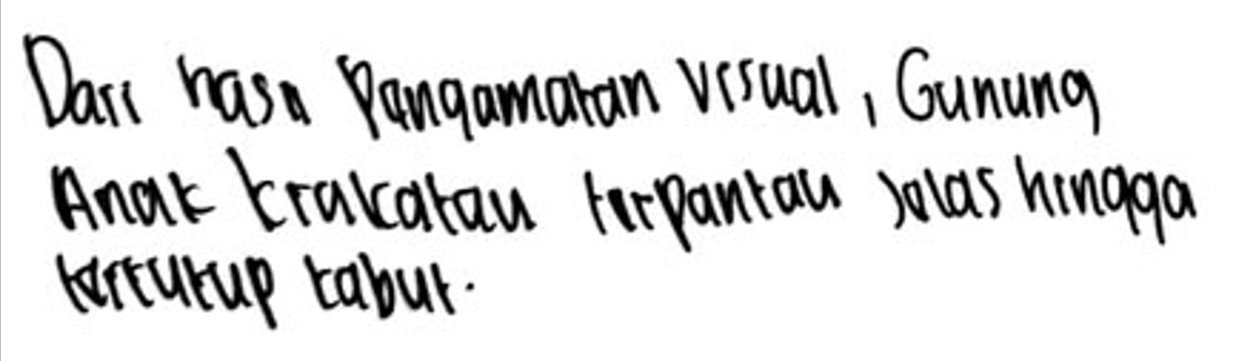 Dari hasil Pengamatan visual, Gunung
Anak Krakatau terpantau jelas hingga
tertutup kabut.